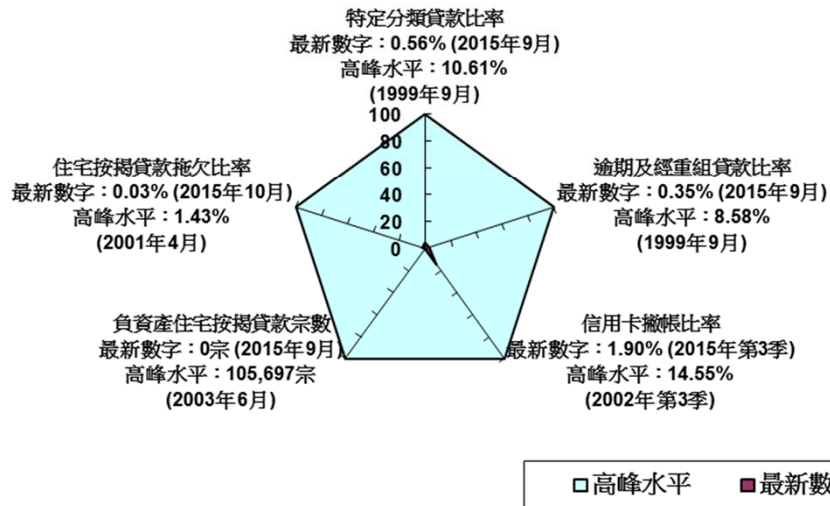 特定分類貸款比率
最新數字：0.56% (2015年9月)
高峰水平：10.61%
(1999年9月)
100
80
60
40
20
0
住宅按揭貸款拖欠比率
最新數字：0.03% (2015年10月)
高峰水平：1.43%
(2001年4月)
逾期及經重組貸款比率
最新數字：0.35% (2015年9月)
高峰水平：8.58%
(1999年9月)
負資產住宅按揭貸款宗數
最新數字：0宗 (2015年9月)
高峰水平：105,697宗
(2003年6月)
信用卡撇帳比率
最新數字：1.90% (2015年第3季)
高峰水平：14.55%
(2002年第3季)
高峰水平 最新數